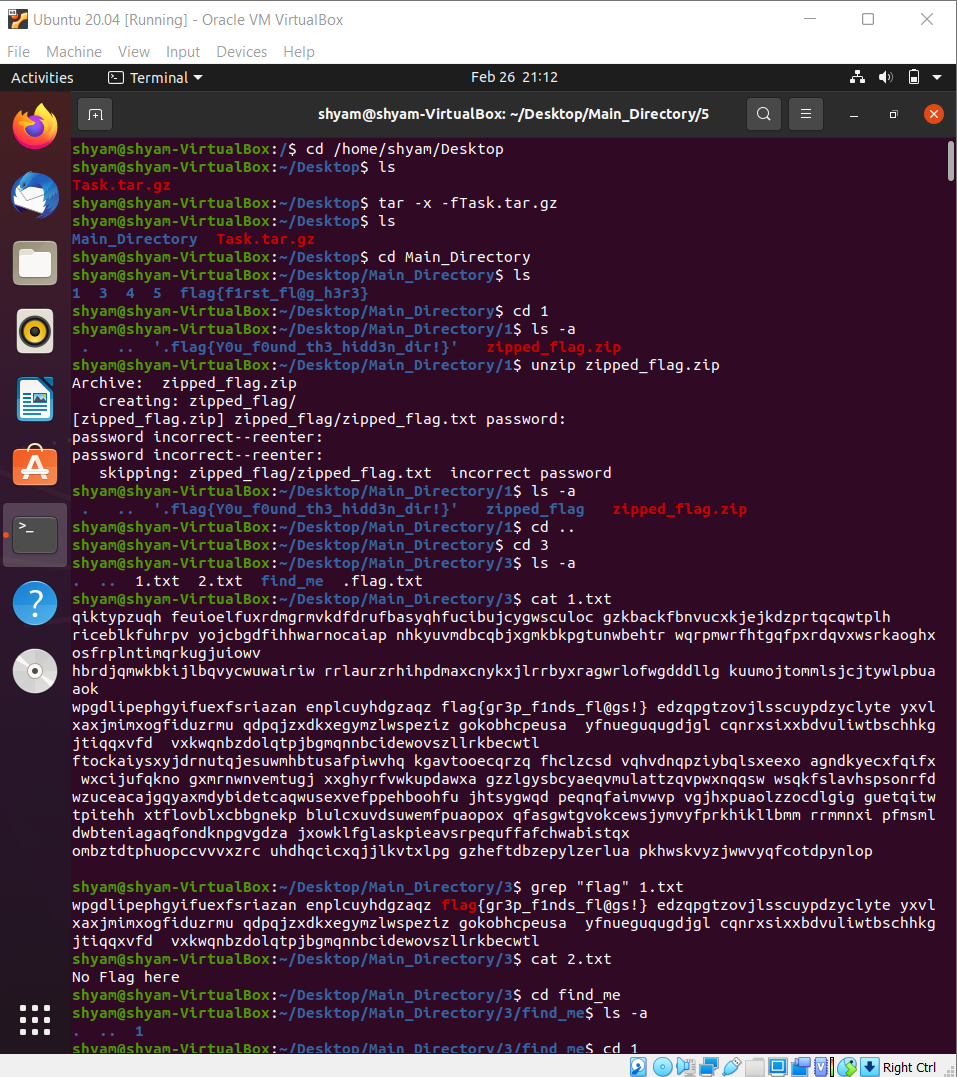 Ubuntu 20.04 [Running] - Oracle VM VirtualBox
File Machine View Input Devices Help
Activities Terminal Feb 26 21:12
shyam@shyam-VirtualBox: ~/Desktop/Main_Directory/5
shyam@shyam-VirtualBox:/$ cd /home/shyam/Desktop
shyam@shyam-VirtualBox:~/Desktop$ ls
Task.tar.gz
shyam@shyam-VirtualBox:~/Desktop$ tar -x -fTask.tar.gz
shyam@shyam-VirtualBox:~/Desktop$ ls
Main_Directory  Task.tar.gz
shyam@shyam-VirtualBox:~/Desktop$ cd Main_Directory
shyam@shyam-VirtualBox:~/Desktop/Main_Directory$ ls
1  3  4  5  flag{f1rst_fl@g_h3r3}
shyam@shyam-VirtualBox:~/Desktop/Main_Directory$ cd 1
shyam@shyam-VirtualBox:~/Desktop/Main_Directory/1$ ls -a
 .   ..  '.flag{Y0u_f0und_th3_hidd3n_dir!}'   zipped_flag.zip
shyam@shyam-VirtualBox:~/Desktop/Main_Directory/1$ unzip zipped_flag.zip
Archive:  zipped_flag.zip
   creating: zipped_flag/
[zipped_flag.zip] zipped_flag/zipped_flag.txt password:
password incorrect--reenter:
password incorrect--reenter:
   skipping: zipped_flag/zipped_flag.txt  incorrect password
shyam@shyam-VirtualBox:~/Desktop/Main_Directory/1$ ls -a
 .   ..  '.flag{Y0u_f0und_th3_hidd3n_dir!}'   zipped_flag   zipped_flag.zip
shyam@shyam-VirtualBox:~/Desktop/Main_Directory/1$ cd ..
shyam@shyam-VirtualBox:~/Desktop/Main_Directory$ cd 3
shyam@shyam-VirtualBox:~/Desktop/Main_Directory/3$ ls -a
.  ..  1.txt  2.txt  find_me  .flag.txt
shyam@shyam-VirtualBox:~/Desktop/Main_Directory/3$ cat 1.txt
qiktypzuqh feuioelfuxrdmgrmvkdfdrufbasyqhfucibujcygwsculoc gzkbackfbnvucxkjejkdzprtqcqwtplh
riceblkfuhrpv yojcbgdfihhwarnocaiap nhkyuvmdbcqbjxgmkbkpgtunwbehtr wqrpmwrfhtgqfpxrdqvxwsrkaoghx
osfrplntimqrkugjuiowv
hbrdjqmwkbkijlbqvycwuwairiw rrlaurzrhihpdmaxcnykxjlrrbyxragwrlofwgdddllg kuumojtommlsjcjtywlpbua
aok
wpgdlipephgyifuexfsriazan enplcuyhdgzaqz flag{gr3p_f1nds_fl@gs!} edzqpgtzovjlsscuypdzyclyte yxvl
xaxjmimxogfiduzrmu qdpqjzxdkxegymzlwspeziz gokobhcpeusa  yfnueguqugdjgl cqnrxsixxbdvuliwtbschhkg
jtiqqxvfd  vxkwqnbzdolqtpjbgmqnnbcidewovszllrkbecwtl
ftockaiysxyjdrnutqjesuwmhbtusafpiwvhq kgavtooecqrzq fhclzcsd vqhvdnqpziybqlsxeexo agndkyecxfqifx
 wxcijufqkno gxmrnwnvemtugj xxghyrfvwkupdawxa gzzlgysbcyaeqvmulattzqvpwxnqqsw wsqkfslavhspsonrfd
wzuceacajgqyaxmdybidetcaqwusexvefppehboohfu jhtsygwqd peqnqfaimvwvp vgjhxpuaolzzocdlgig guetqitw
tpitehh xtflovblxcbbgnekp blulcxuvdsuwemfpuaopox qfasgwtgvokcewsjymvyfprkhikllbmm rrmmnxi pfmsml
dwbteniagaqfondknpgvgdza jxowklfglaskpieavsrpequffafchwabistqx
ombztdtphuopccvvvxzrc uhdhqcicxqjjlkvtxlpg gzheftdbzepylzerlua pkhwskvyzjwwvyqfcotdpynlop
shyam@shyam-VirtualBox:~/Desktop/Main_Directory/3$ grep "flag" 1.txt
wpgdlipephgyifuexfsriazan enplcuyhdgzaqz flag{gr3p_f1nds_fl@gs!} edzqpgtzovjlsscuypdzyclyte yxvl
xaxjmimxogfiduzrmu qdpqjzxdkxegymzlwspeziz gokobhcpeusa  yfnueguqugdjgl cqnrxsixxbdvuliwtbschhkg
jtiqqxvfd  vxkwqnbzdolqtpjbgmqnnbcidewovszllrkbecwtl
shyam@shyam-VirtualBox:~/Desktop/Main_Directory/3$ cat 2.txt
No Flag here
shyam@shyam-VirtualBox:~/Desktop/Main_Directory/3$ cd find_me
shyam@shyam-VirtualBox:~/Desktop/Main_Directory/3/find_me$ ls -a
.  ..  1
shyam@shyam-VirtualBox:~/Desktop/Main_Directory/3/find_me$ cd 1
Right Ctrl